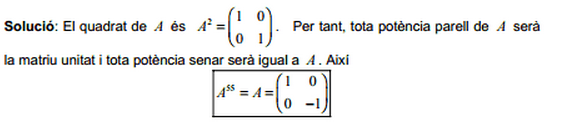 Solució: El quadrat de A és A² = (1 0
0 1). Per tant, tota potència parell de A serà
la matriu unitat i tota potència senar serà igual a A. Així
A⁵⁵ = A = (1 0
0 −1)